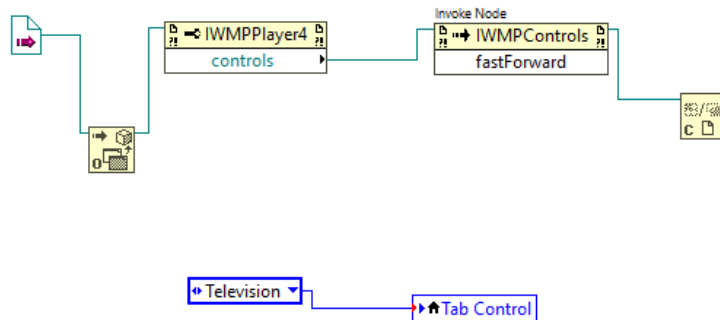 Invoke Node
IWMPPlayer4
IWMPControls
controls
fastForward
O
C
Television
Tab Control